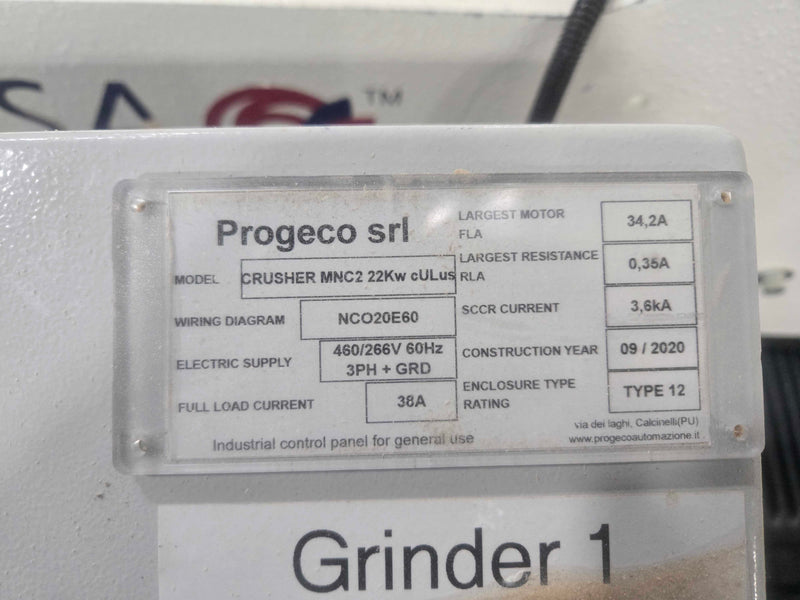 SA ™
Progeco srl
MODEL CRUSHER MNC2 22Kw cULus
WIRING DIAGRAM NCO20E60
ELECTRIC SUPPLY 460/266V 60Hz
3PH + GRD
FULL LOAD CURRENT 38A
LARGEST MOTOR
FLA 34,2A
LARGEST RESISTANCE
RLA 0,35A
SCCR CURRENT 3,6kA
CONSTRUCTION YEAR 09 / 2020
ENCLOSURE TYPE
RATING TYPE 12
via dei laghi, Calcinelli(PU)
www.progecoautomazione.it
Industrial control panel for general use
Grinder 1